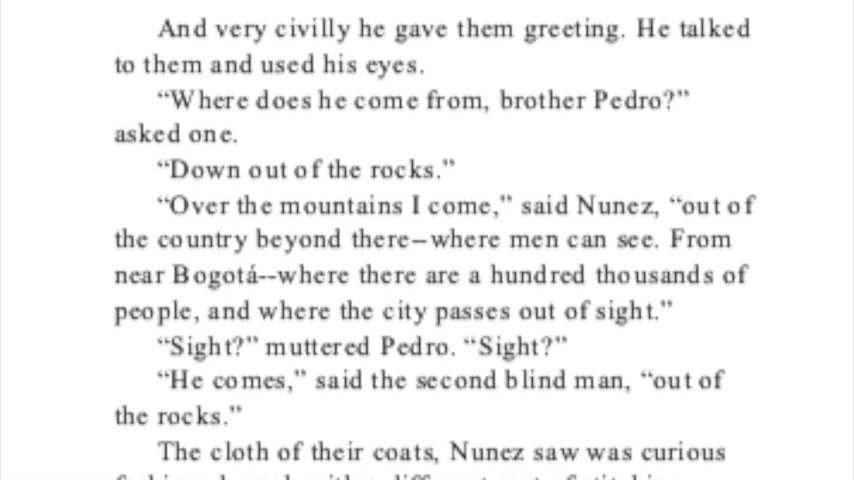 And very civilly he gave them greeting. He talked
to them and used his eyes.
“Where does he come from, brother Pedro?”
asked one.
“Down out of the rocks.”
“Over the mountains I come,” said Nunez, “out of
the country beyond there–where men can see. From
near Bogotá--where there are a hundred thousands of
people, and where the city passes out of sight.”
“Sight?” muttered Pedro. “Sight?”
“He comes,” said the second blind man, “out of
the rocks.”
The cloth of their coats, Nunez saw was curious